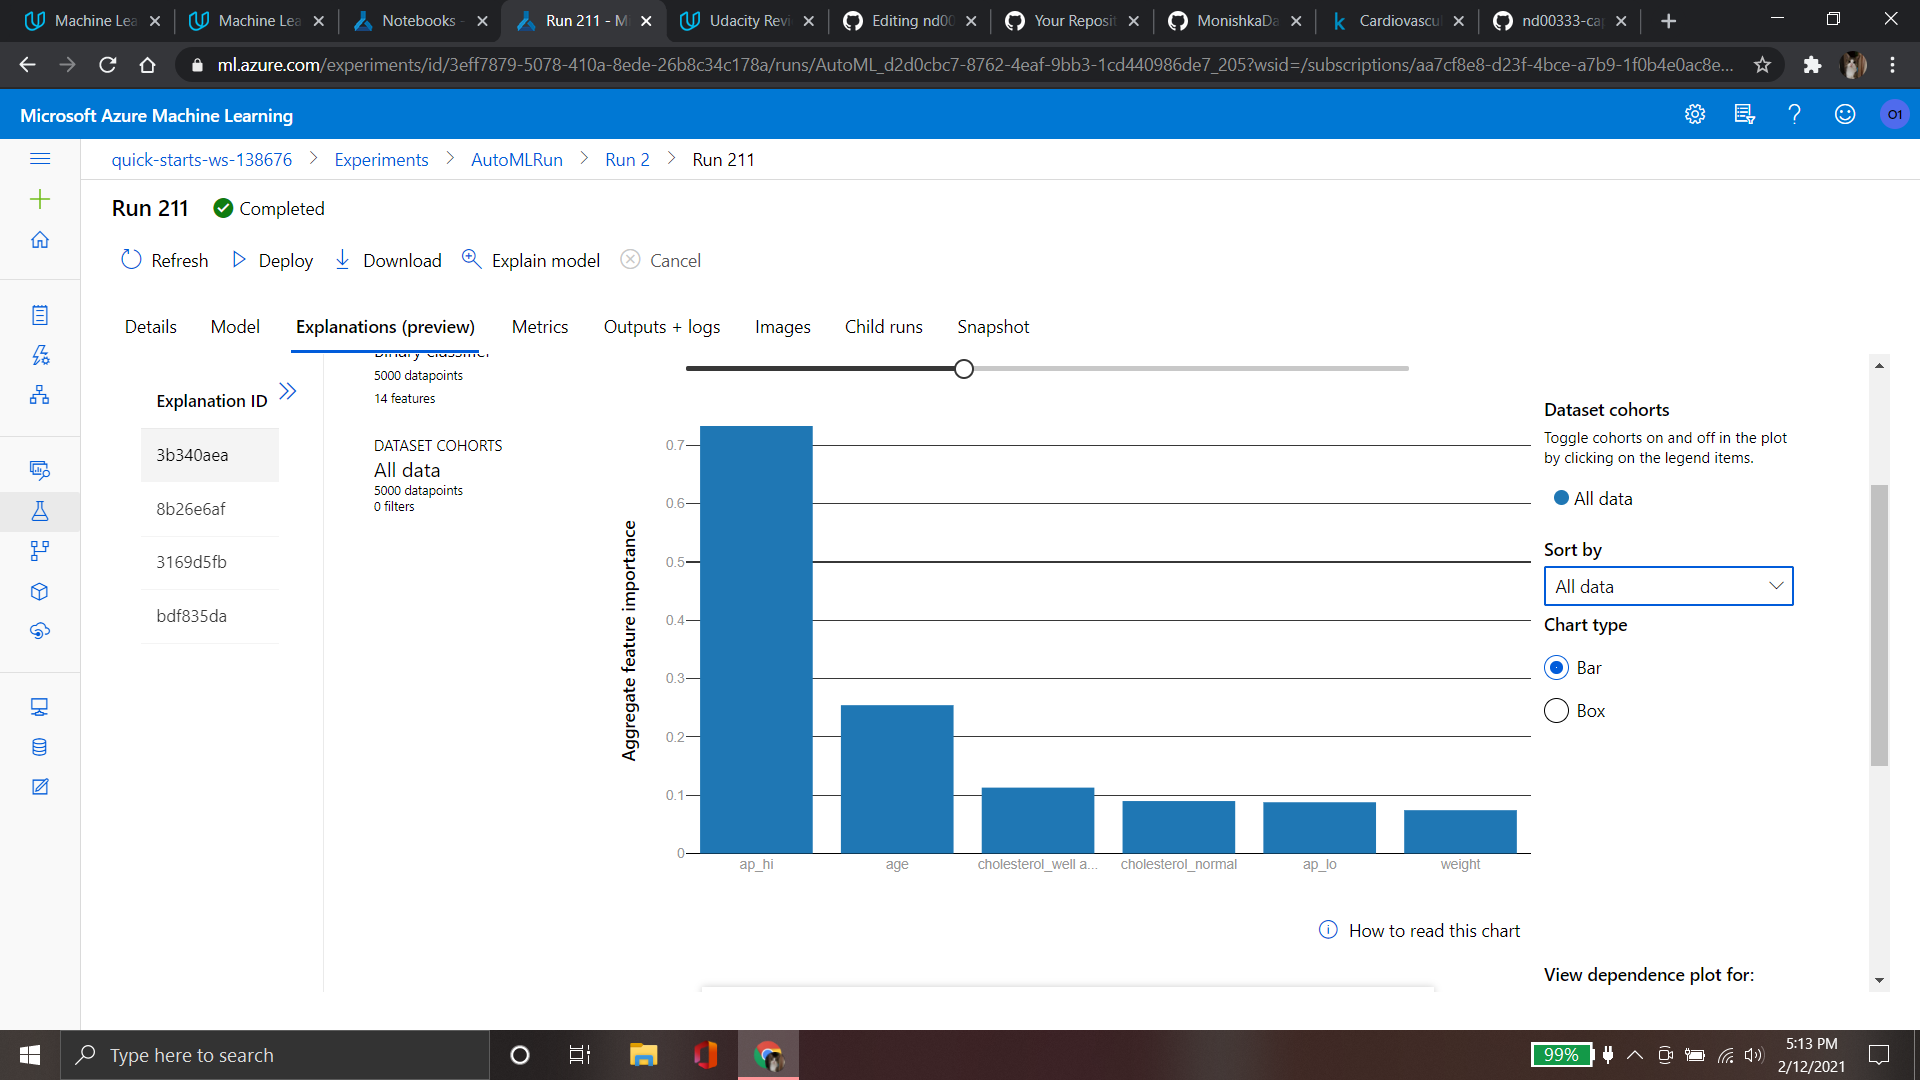 Machine Lea
Machine Lea
Notebooks -
Run 211 - M
Udacity Revi
Editing nd00
Your Reposit
MonishkaDa
Cardiovascul
nd00333-cap
ml.azure.com/experiments/id/3eff7879-5078-410a-8ede-26b8c34c178a/runs/AutoML_d2d0cbc7-8762-4eaf-9bb3-1cd440986de7_205?wsid=/subscriptions/aa7cf8e8-d23f-4bce-a7b9-1f0b4e0ac8e...
Microsoft Azure Machine Learning
O1
quick-starts-ws-138676 > Experiments > AutoMLRun > Run 2 > Run 211
Run 211 Completed
Refresh Deploy Download Explain model Cancel
Details Model Explanations (preview) Metrics Outputs + logs Images Child runs Snapshot
Explanation ID
3b340aea
8b26e6af
3169d5fb
bdf835da
Binary classifier
5000 datapoints
14 features
DATASET COHORTS
All data
5000 datapoints
0 filters
Aggregate feature importance
0.7
0.6
0.5
0.4
0.3
0.2
0.1
0
ap_hi age cholesterol_well a... cholesterol_normal ap_lo weight
How to read this chart
Dataset cohorts
Toggle cohorts on and off in the plot
by clicking on the legend items.
All data
Sort by
All data
Chart type
Bar
Box
View dependence plot for:
Type here to search
99%
5:13 PM
2/12/2021